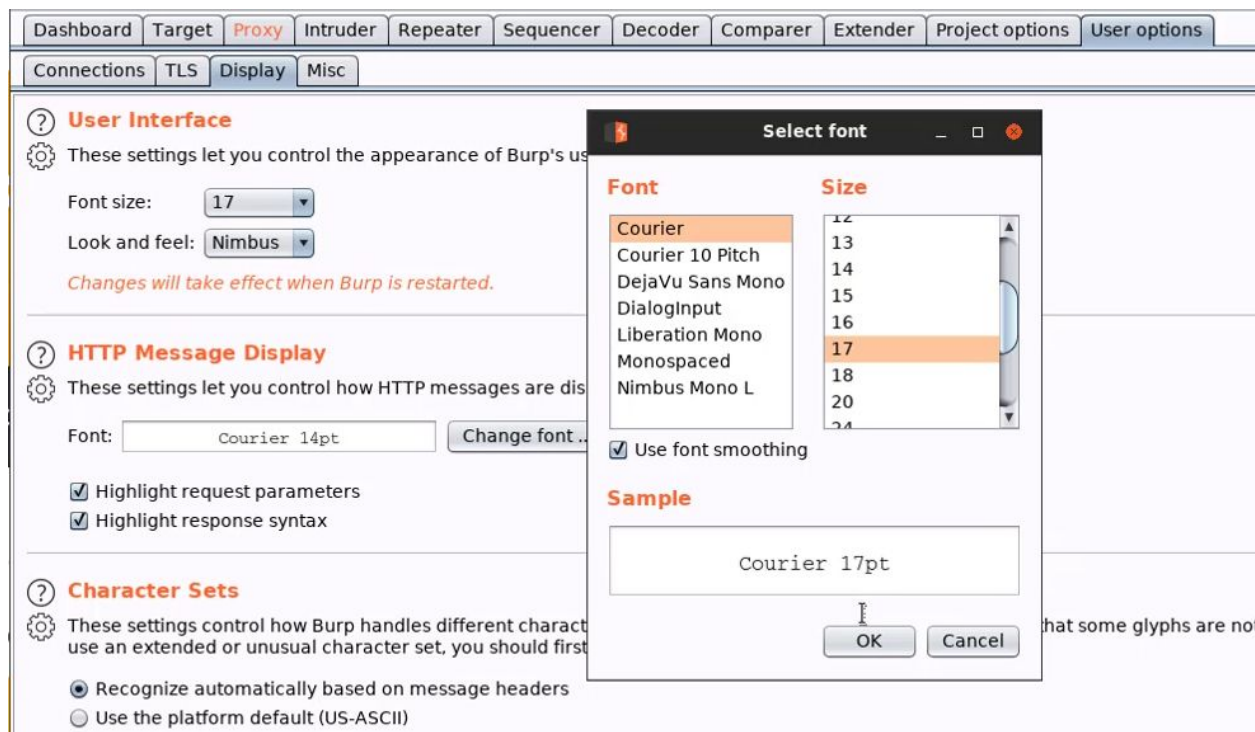 Dashboard Target Proxy Intruder Repeater Sequencer Decoder Comparer Extender Project options User options
Connections TLS Display Misc
User Interface
These settings let you control the appearance of Burp's us
Font size: 17
Look and feel: Nimbus
Changes will take effect when Burp is restarted.
HTTP Message Display
These settings let you control how HTTP messages are dis
Font: Courier 14pt Change font ..
Highlight request parameters
Highlight response syntax
Character Sets
These settings control how Burp handles different charact
that some glyphs are not
use an extended or unusual character set, you should first
Recognize automatically based on message headers
Use the platform default (US-ASCII)
Select font
Font
Courier
Courier 10 Pitch
DejaVu Sans Mono
DialogInput
Liberation Mono
Monospaced
Nimbus Mono L
Size
12
13
14
15
16
17
18
20
24
Use font smoothing
Sample
Courier 17pt
OK Cancel